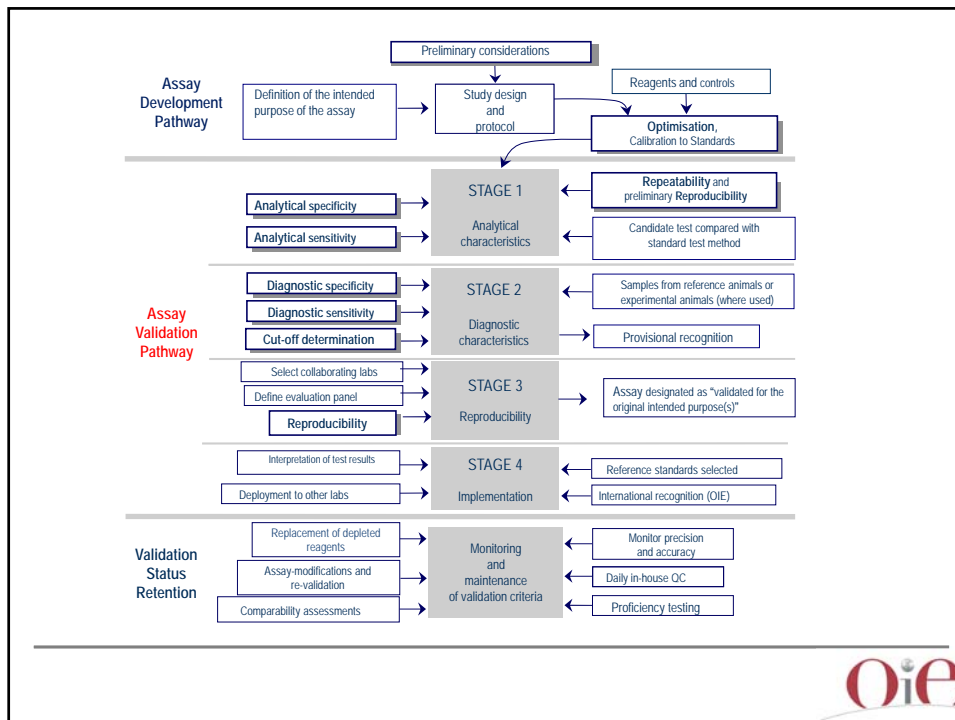 Preliminary considerations
Assay
Development
Pathway
Definition of the intended
purpose of the assay
Study design
and
protocol
Reagents and controls
Optimisation,
Calibration to Standards
STAGE 1
Analytical
characteristics
Analytical specificity
Analytical sensitivity
Repeatability and
preliminary Reproducibility
Candidate test compared with
standard test method
Assay
Validation
Pathway
Diagnostic specificity
Diagnostic sensitivity
Cut-off determination
STAGE 2
Diagnostic
characteristics
Samples from reference animals or
experimental animals (where used)
Provisional recognition
Select collaborating labs
Define evaluation panel
Reproducibility
STAGE 3
Reproducibility
Assay designated as “validated for the
original intended purpose(s)”
Interpretation of test results
Deployment to other labs
STAGE 4
Implementation
Reference standards selected
International recognition (OIE)
Validation
Status
Retention
Replacement of depleted
reagents
Assay-modifications and
re-validation
Comparability assessments
Monitoring
and
maintenance
of validation criteria
Monitor precision
and accuracy
Daily in-house QC
Proficiency testing
OiE